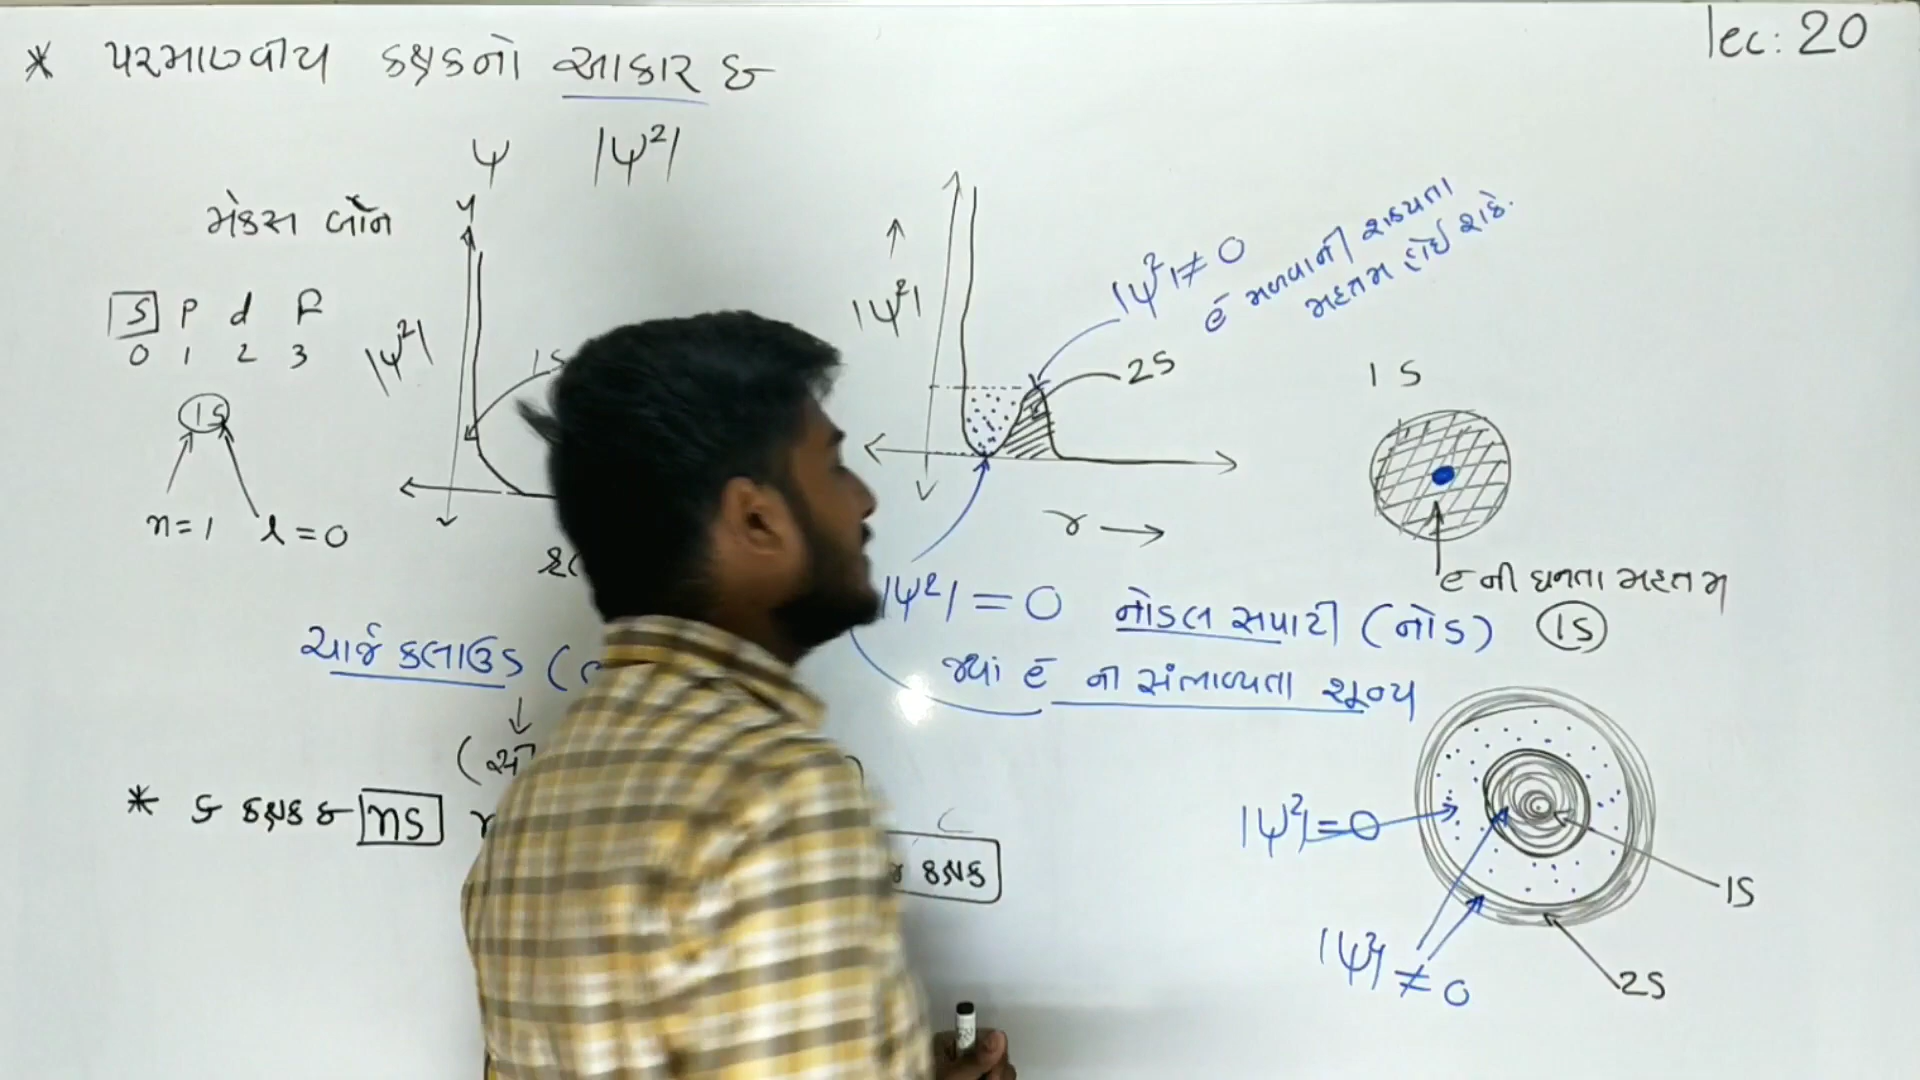 lec: 20
* પરમાણ્વીય કક્ષકનો આકાર :-
ψ |ψ²|
મેક્સ બૉર્ન
ψ
|ψ²|
S P d F
0 1 2 3
1S
n=1 l=0
1S
|ψ²|
|ψ²| ≠ 0
e⁻ મળવાની શક્યતા
મહત્તમ હોઈ શકે.
2S
r →
1 S
e⁻ ની ઘનતા મહત્તમ
1S
|ψ²| = 0 નોડલ સપાટી (નોડ)
જ્યાં e⁻ ની સંભાવ્યતા શૂન્ય
ચાર્જ ક્લાઉડ (
* S કક્ષક :- nS
કક્ષક
|ψ²|=0
|ψ²| ≠ 0
1S
2S